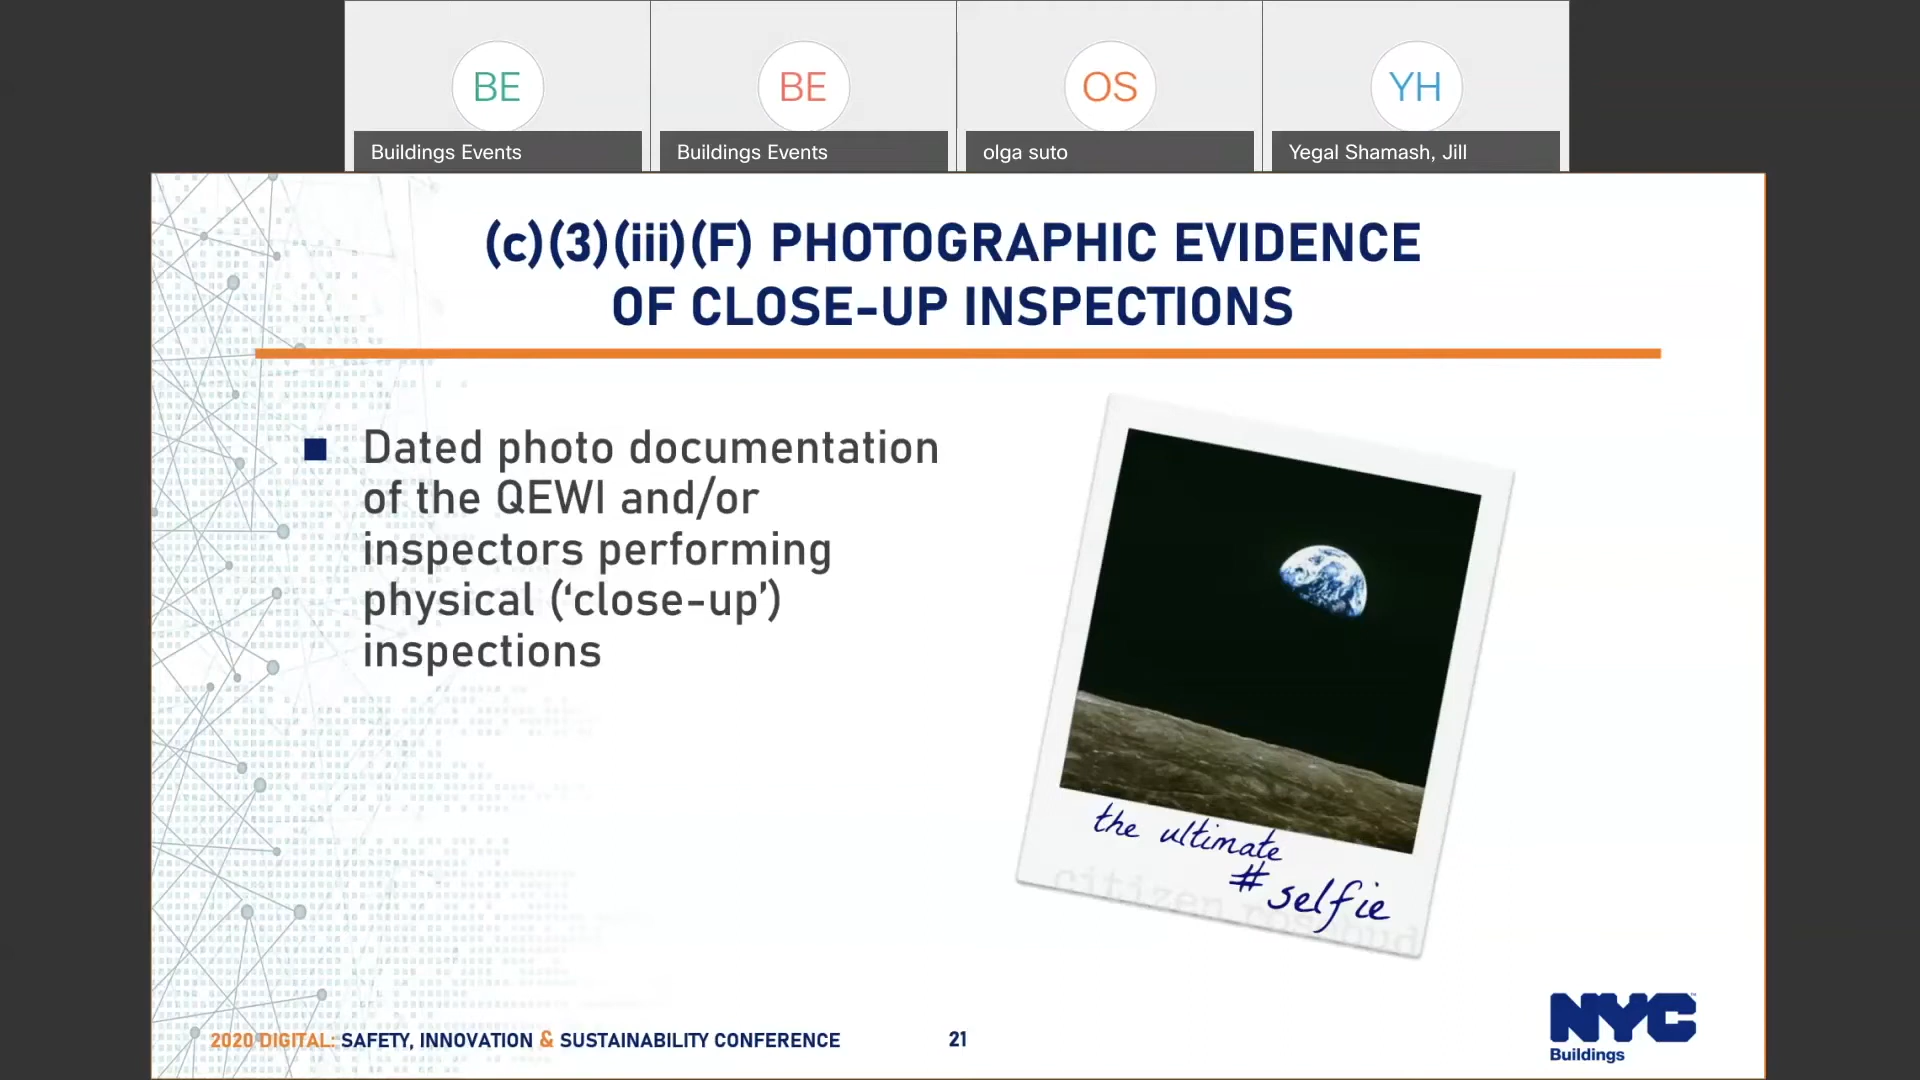 BE
BE
OS
YH
Buildings Events
Buildings Events
olga suto
Yegal Shamash, Jill
(c)(3)(iii)(F) PHOTOGRAPHIC EVIDENCE
OF CLOSE-UP INSPECTIONS
Dated photo documentation
of the QEWI and/or
inspectors performing
physical (‘close-up’)
inspections
the ultimate
#selfie
citizen rosebud
2020 DIGITAL: SAFETY, INNOVATION & SUSTAINABILITY CONFERENCE
21
NYC
Buildings